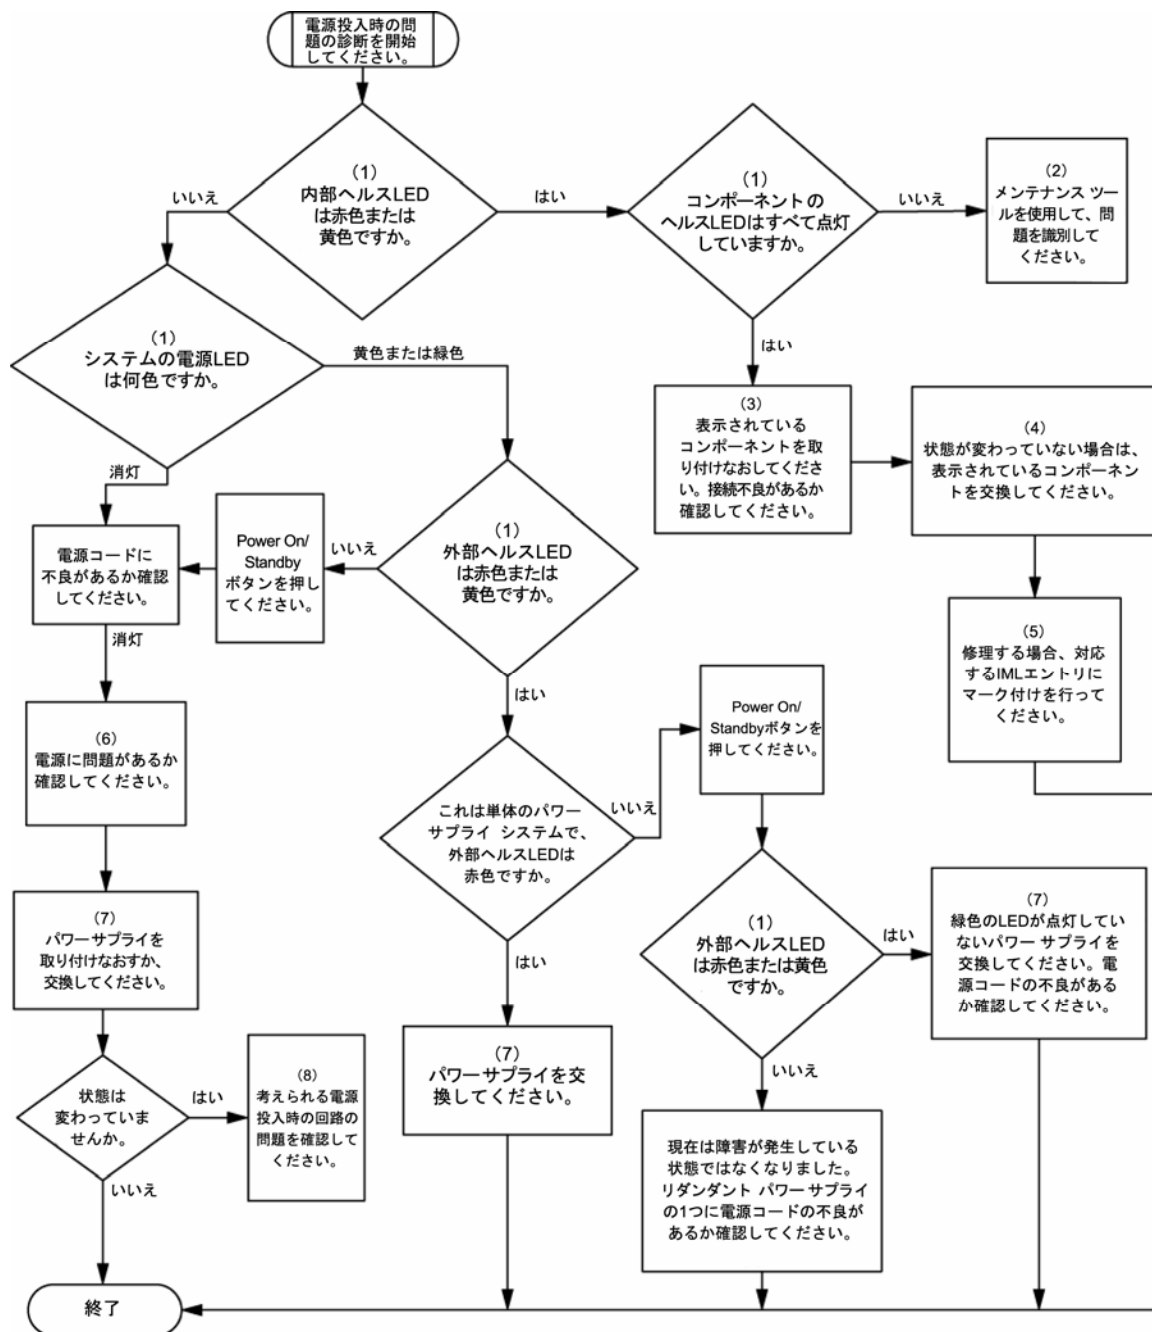 電源投入時の問
題の診断を開始
してください。
(1)
内部ヘルスLED
は赤色または
黄色ですか。
いいえ
はい
(1)
コンポーネントの
ヘルスLEDはすべて点灯
していますか。
いいえ
(2)
メンテナンス ツー
ルを使用して、問
題を識別して
ください。
はい
(1)
システムの電源LED
は何色ですか。
黄色または緑色
消灯
(3)
表示されている
コンポーネントを取
り付けなおしてくださ
い。接続不良があるか
確認してください。
(4)
状態が変わっていない場合は、
表示されているコンポーネン
トを交換してください。
(5)
修理する場合、対応
するIMLエントリに
マーク付けを行って
ください。
(1)
外部ヘルスLED
は赤色または
黄色ですか。
いいえ
はい
Power On/
Standby
ボタンを押し
てください。
電源コードに
不良があるか確認
してください。
消灯
(6)
電源に問題があるか
確認してください。
(7)
パワー サプライを
取り付けなおすか、
交換してください。
状態は
変わっていま
せんか。
はい
いいえ
(8)
考えられる電源
投入時の回路の
問題を確認して
ください。
これは単体のパワー
サプライ システムで、
外部ヘルスLEDは
赤色ですか。
いいえ
はい
Power On/
Standbyボタンを
押してください。
(7)
パワー サプライを交
換してください。
(1)
外部ヘルスLED
は赤色または黄色
ですか。
はい
いいえ
(7)
緑色のLEDが点灯してい
ないパワー サプライを
交換してください。電
源コードの不良がある
か確認してください。
現在は障害が発生している
状態ではなくなりました。
リダンダント パワー サプライ
の1つに電源コードの不良が
あるか確認してください。
終了